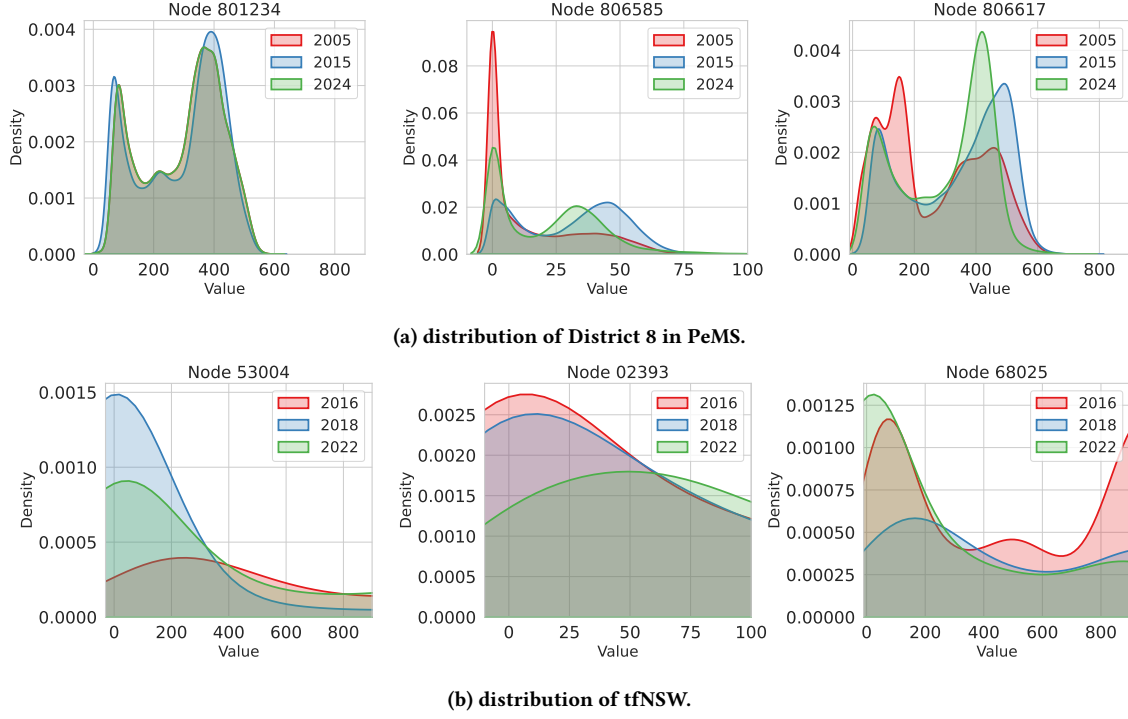 Node 801234
Node 806585
Node 806617
Density
0.004
0.003
0.002
0.001
0.000
2005
2015
2024
0 200 400 600 800
Value
Density
0.08
0.06
0.04
0.02
0.00
2005
2015
2024
0 25 50 75 100
Value
Density
0.004
0.003
0.002
0.001
0.000
2005
2015
2024
0 200 400 600 800
Value
(a) distribution of District 8 in PeMS.
Node 53004
Node 02393
Node 68025
Density
0.0015
0.0010
0.0005
0.0000
2016
2018
2022
0 200 400 600 800
Value
Density
0.0025
0.0020
0.0015
0.0010
0.0005
0.0000
2016
2018
2022
0 25 50 75 100
Value
Density
0.00125
0.00100
0.00075
0.00050
0.00025
0.00000
2016
2018
2022
0 200 400 600 800
Value
(b) distribution of tfNSW.